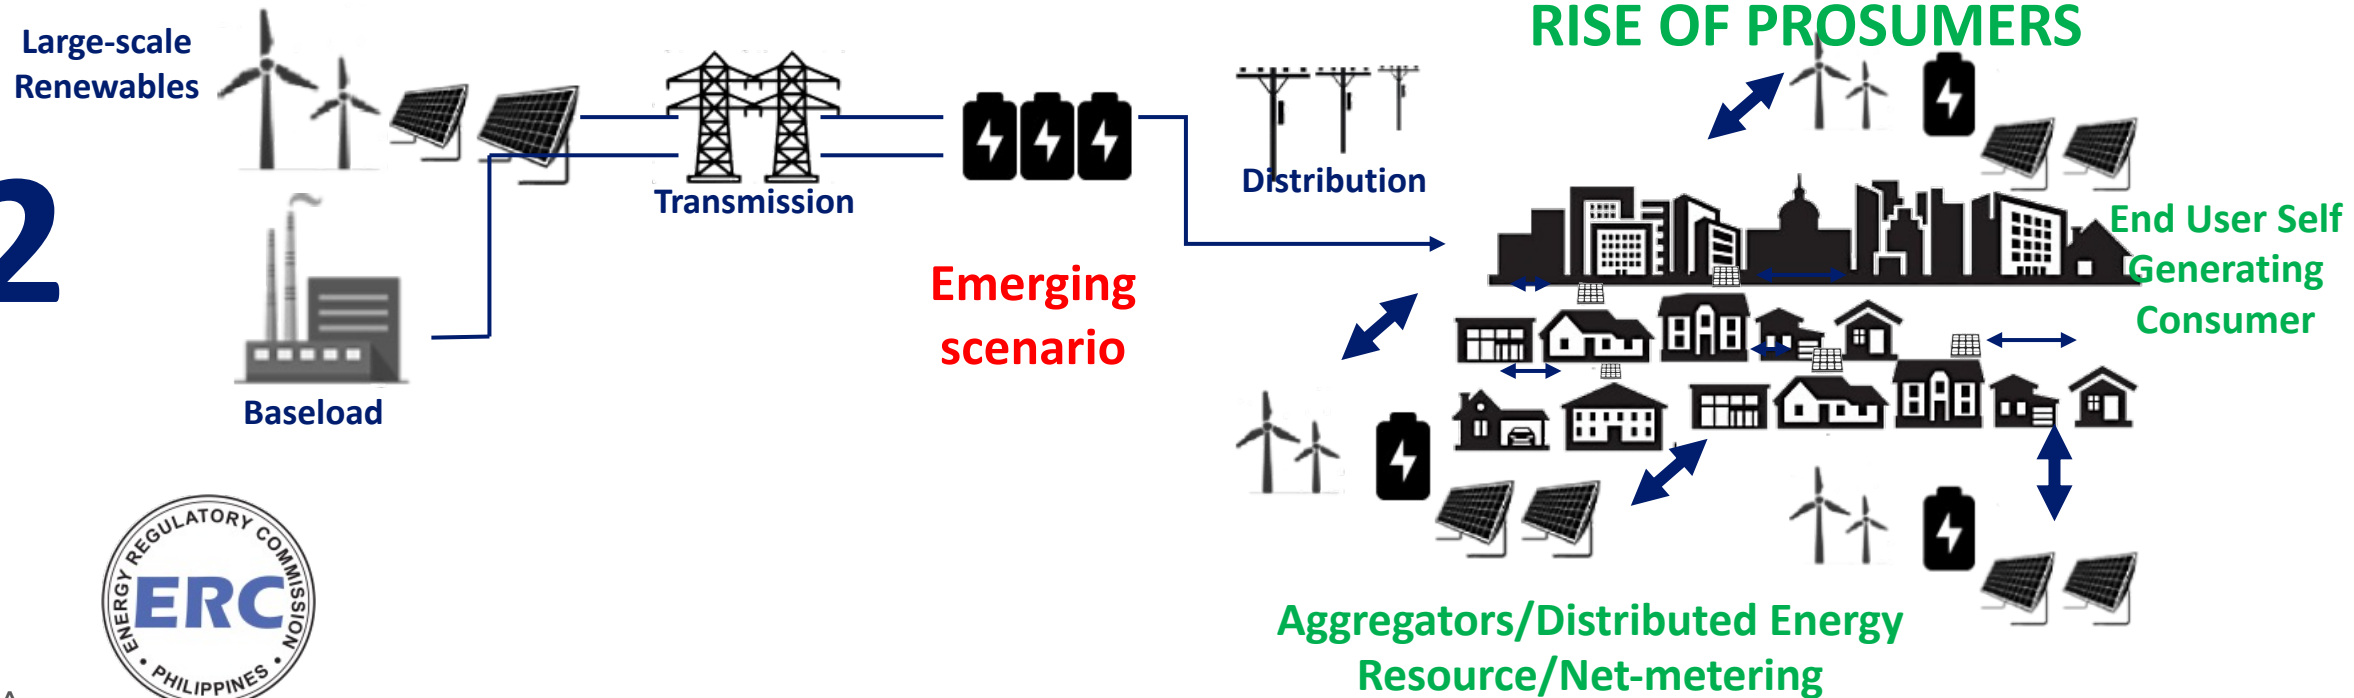 RISE OF PROSUMERS
Large-scale
Renewables
2
Transmission
Distribution
End User Self
Generating
Consumer
Emerging
scenario
Baseload
ENERGY REGULATORY COMMISSION
ERC
• PHILIPPINES •
Aggregators/Distributed Energy
Resource/Net-metering